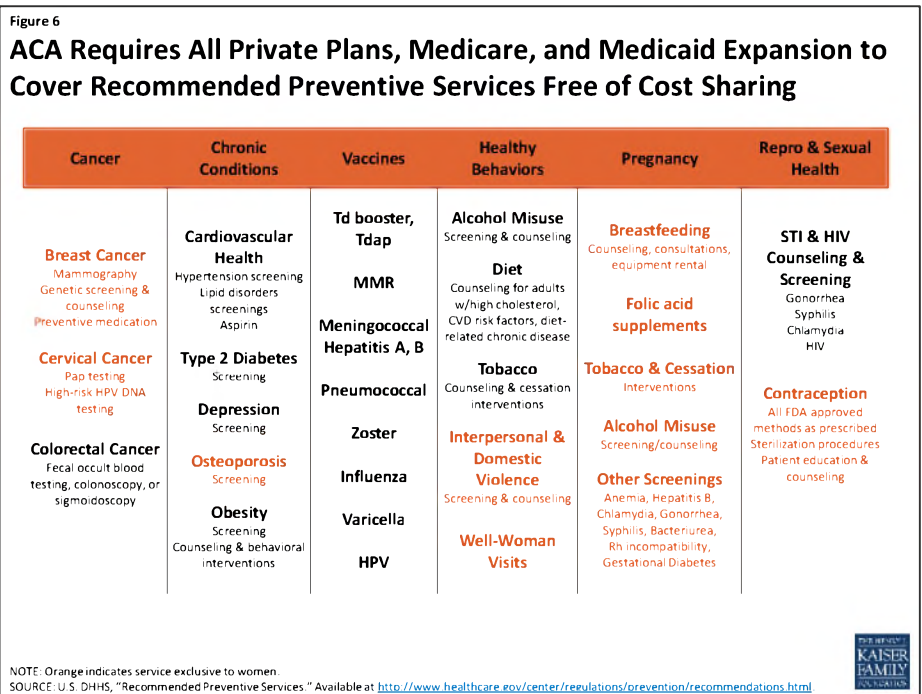 Figure 6
ACA Requires All Private Plans, Medicare, and Medicaid Expansion to
Cover Recommended Preventive Services Free of Cost Sharing
Cancer
Chronic
Conditions
Vaccines
Healthy
Behaviors
Pregnancy
Repro & Sexual
Health
Breast Cancer
Mammography
Genetic screening &
counseling
Preventive medication
Cervical Cancer
Pap testing
High-risk HPV DNA
testing
Colorectal Cancer
Fecal occult blood
testing, colonoscopy, or
sigmoidoscopy
Cardiovascular
Health
Hypertension screening
Lipid disorders
screenings
Aspirin
Type 2 Diabetes
Screening
Depression
Screening
Osteoporosis
Screening
Obesity
Screening
Counseling & behavioral
interventions
Td booster,
Tdap
MMR
Meningococcal
Hepatitis A, B
Pneumococcal
Zoster
Influenza
Varicella
HPV
Alcohol Misuse
Screening & counseling
Diet
Counseling for adults
w/high cholesterol,
CVD risk factors, diet-
related chronic disease
Tobacco
Counseling & cessation
interventions
Interpersonal &
Domestic
Violence
Screening & counseling
Well-Woman
Visits
Breastfeeding
Counseling, consultations,
equipment rental
Folic acid
supplements
Tobacco & Cessation
Interventions
Alcohol Misuse
Screening/counseling
Other Screenings
Anemia, Hepatitis B,
Chlamydia, Gonorrhea,
Syphilis, Bacteriurea,
Rh incompatibility,
Gestational Diabetes
STI & HIV
Counseling &
Screening
Gonorrhea
Syphilis
Chlamydia
HIV
Contraception
All FDA approved
methods as prescribed
Sterilization procedures
Patient education &
counseling
NOTE: Orange indicates service exclusive to women.
SOURCE: U.S. DHHS, "Recommended Preventive Services." Available at http://www.healthcare.gov/center/regulations/prevention/recommendations.html
THE HENRY J.
KAISER
FAMILY
FOUNDATION